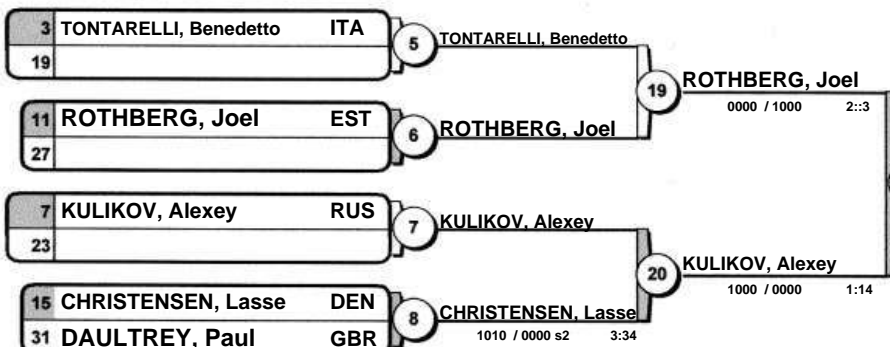 3 TONTARELLI, Benedetto ITA
19
5
TONTARELLI, Benedetto
11 ROTHBERG, Joel EST
27
6
ROTHBERG, Joel
19
ROTHBERG, Joel
0000 / 1000 2::3
7 KULIKOV, Alexey RUS
23
7
KULIKOV, Alexey
15 CHRISTENSEN, Lasse DEN
31 DAULTREY, Paul GBR
8
CHRISTENSEN, Lasse
1010 / 0000 s2 3:34
20
KULIKOV, Alexey
1000 / 0000 1:14